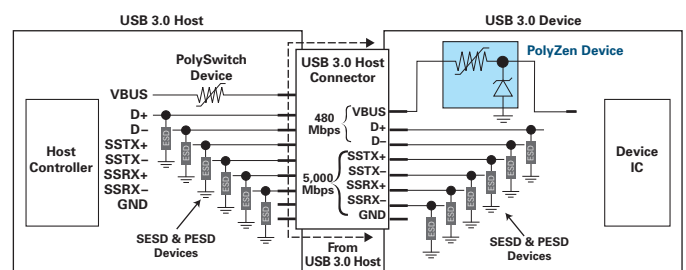 USB 3.0 Host
USB 3.0 Device
PolySwitch
Device
USB 3.0 Host
Connector
PolyZen Device
VBUS
D+
D–
SSTX+
SSTX–
SSRX+
SSRX–
GND
Host
Controller
480
Mbps
5,000
Mbps
VBUS
D+
D–
SSTX+
SSTX–
SSRX+
SSRX–
GND
Device
IC
ESD
ESD
ESD
ESD
ESD
ESD
ESD
ESD
ESD
ESD
ESD
ESD
SESD & PESD
Devices
From
USB 3.0 Host
SESD & PESD
Devices